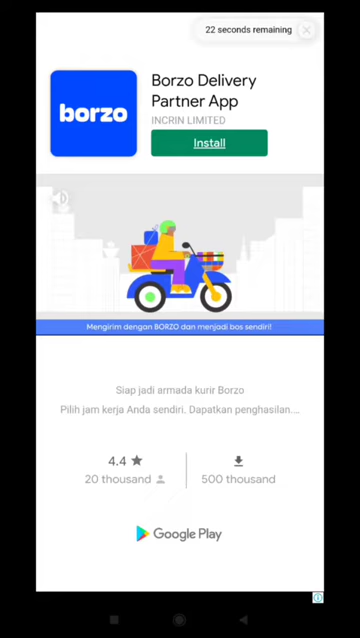 22 seconds remaining
borzo
Borzo Delivery
Partner App
INCRIN LIMITED
Install
Mengirim dengan BORZO dan menjadi bos sendiri!
Siap jadi armada kurir Borzo
Pilih jam kerja Anda sendiri. Dapatkan penghasilan....
4.4
20 thousand
500 thousand
Google Play